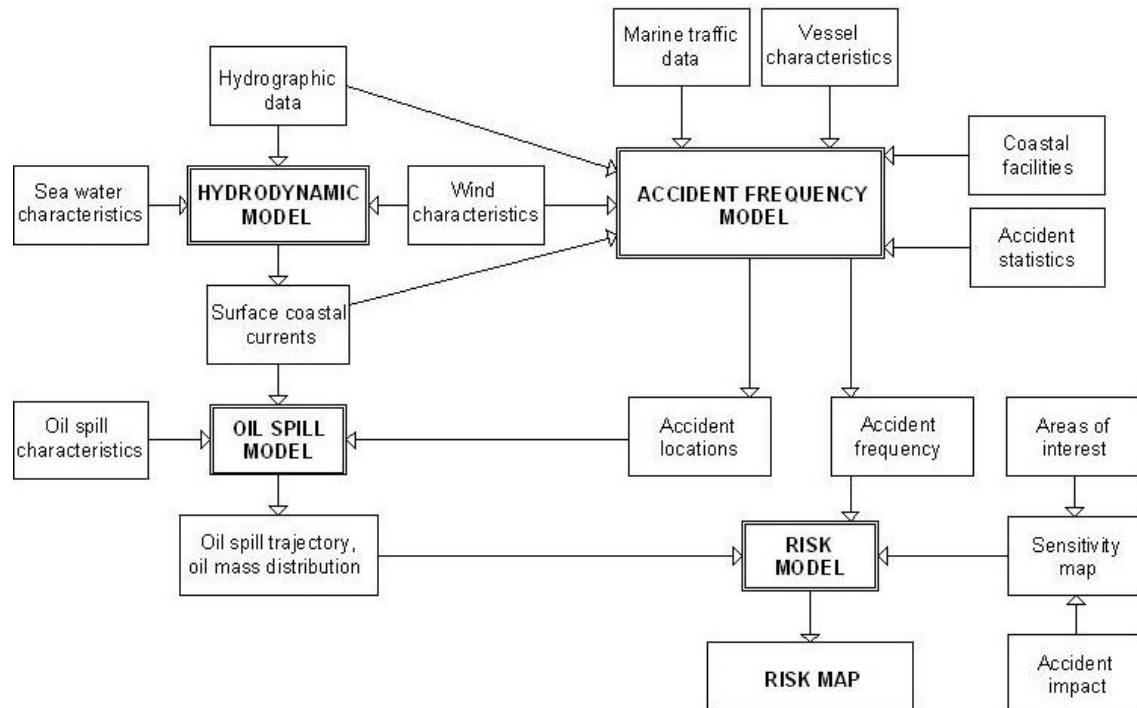 Marine traffic
data
Vessel
characteristics
Hydrographic
data
Coastal
facilities
Sea water
characteristics
HYDRODYNAMIC
MODEL
Wind
characteristics
ACCIDENT FREQUENCY
MODEL
Accident
statistics
Surface coastal
currents
Oil spill
characteristics
OIL SPILL
MODEL
Accident
locations
Accident
frequency
Areas of
interest
Oil spill trajectory,
oil mass distribution
RISK
MODEL
Sensitivity
map
RISK MAP
Accident
impact